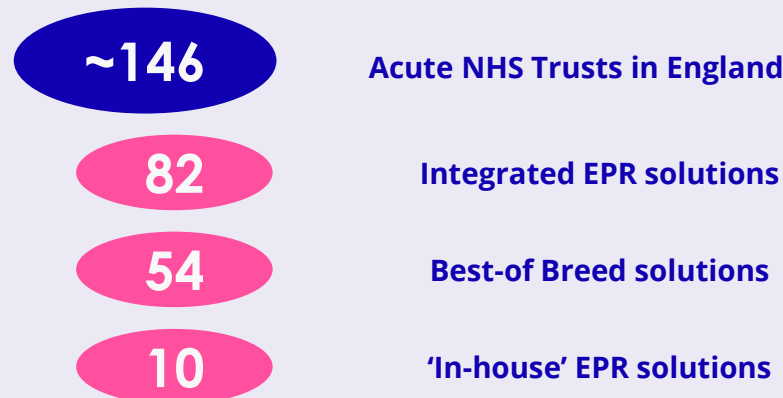 ~146 Acute NHS Trusts in England
82 Integrated EPR solutions
54 Best-of Breed solutions
10 ‘In-house’ EPR solutions